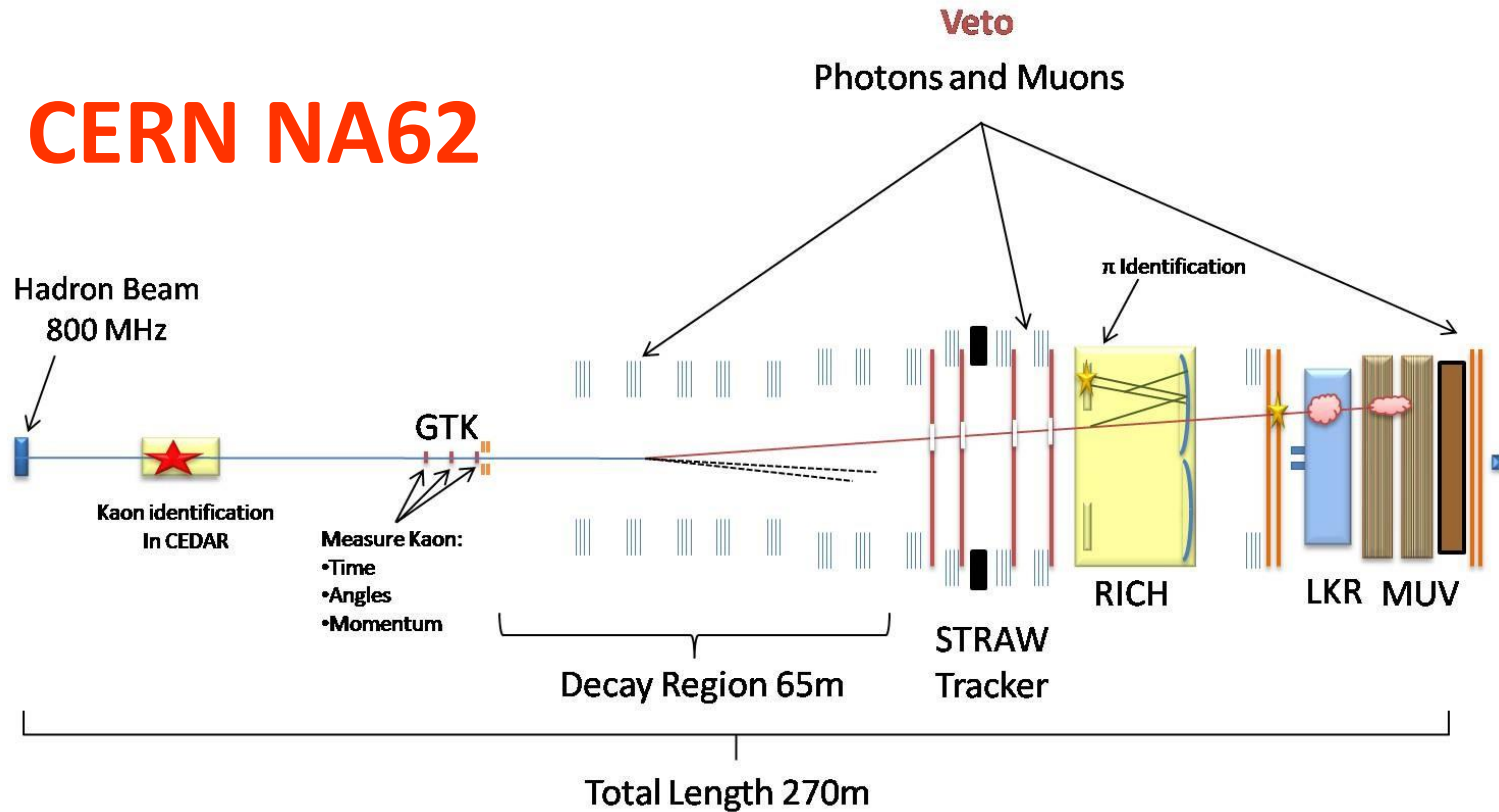 CERN NA62
Veto
Photons and Muons
Hadron Beam
800 MHz
π Identification
GTK
Kaon identification
In CEDAR
Measure Kaon:
•Time
•Angles
•Momentum
RICH
LKR
MUV
STRAW
Tracker
Decay Region 65m
Total Length 270m